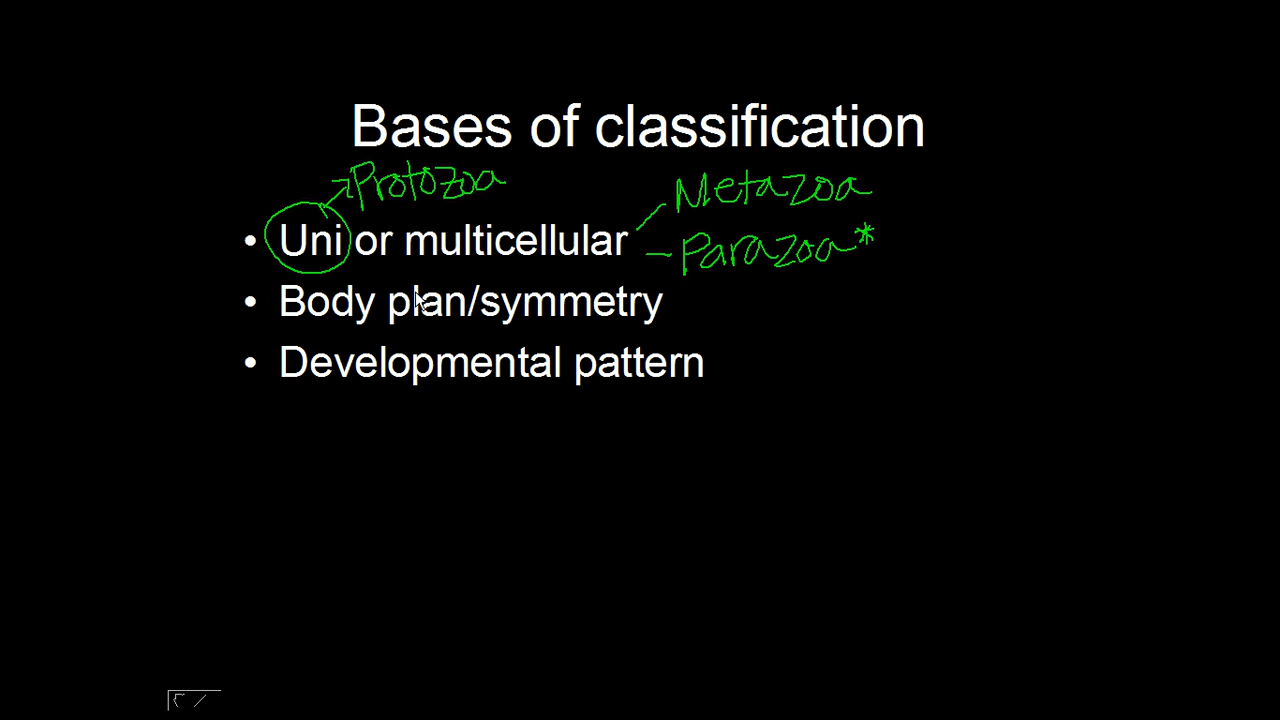 Bases of classification
Protozoa
Metazoa
• Uni or multicellular
Parazoa*
• Body plan/symmetry
• Developmental pattern